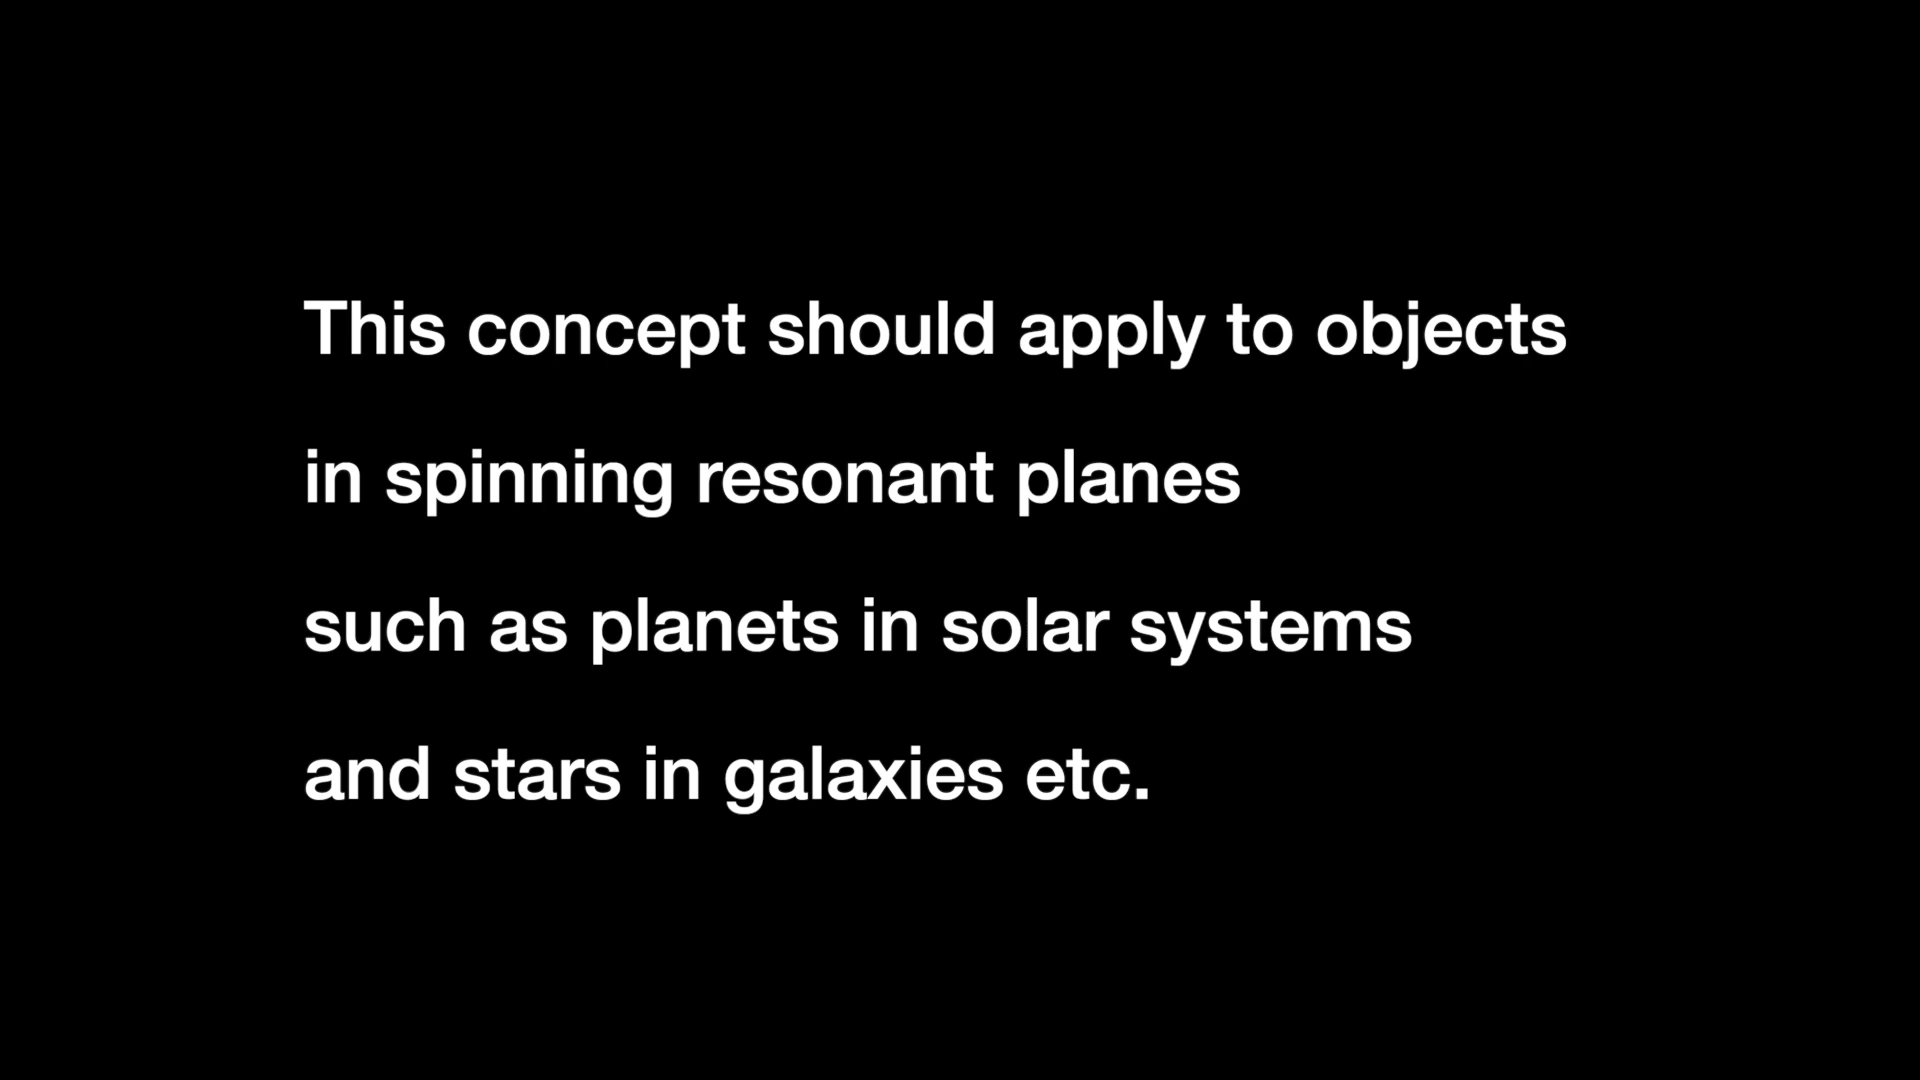 This concept should apply to objects
in spinning resonant planes
such as planets in solar systems
and stars in galaxies etc.